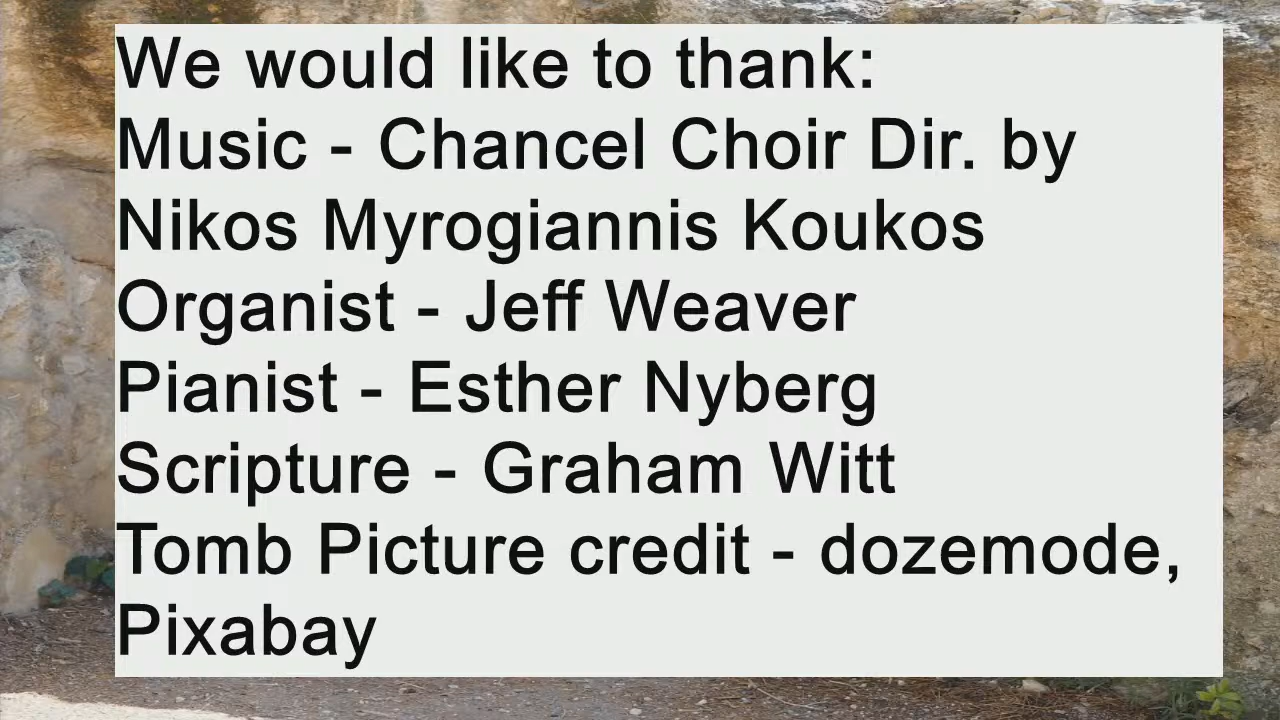 We would like to thank:
Music - Chancel Choir Dir. by
Nikos Myrogiannis Koukos
Organist - Jeff Weaver
Pianist - Esther Nyberg
Scripture - Graham Witt
Tomb Picture credit - dozemode,
Pixabay